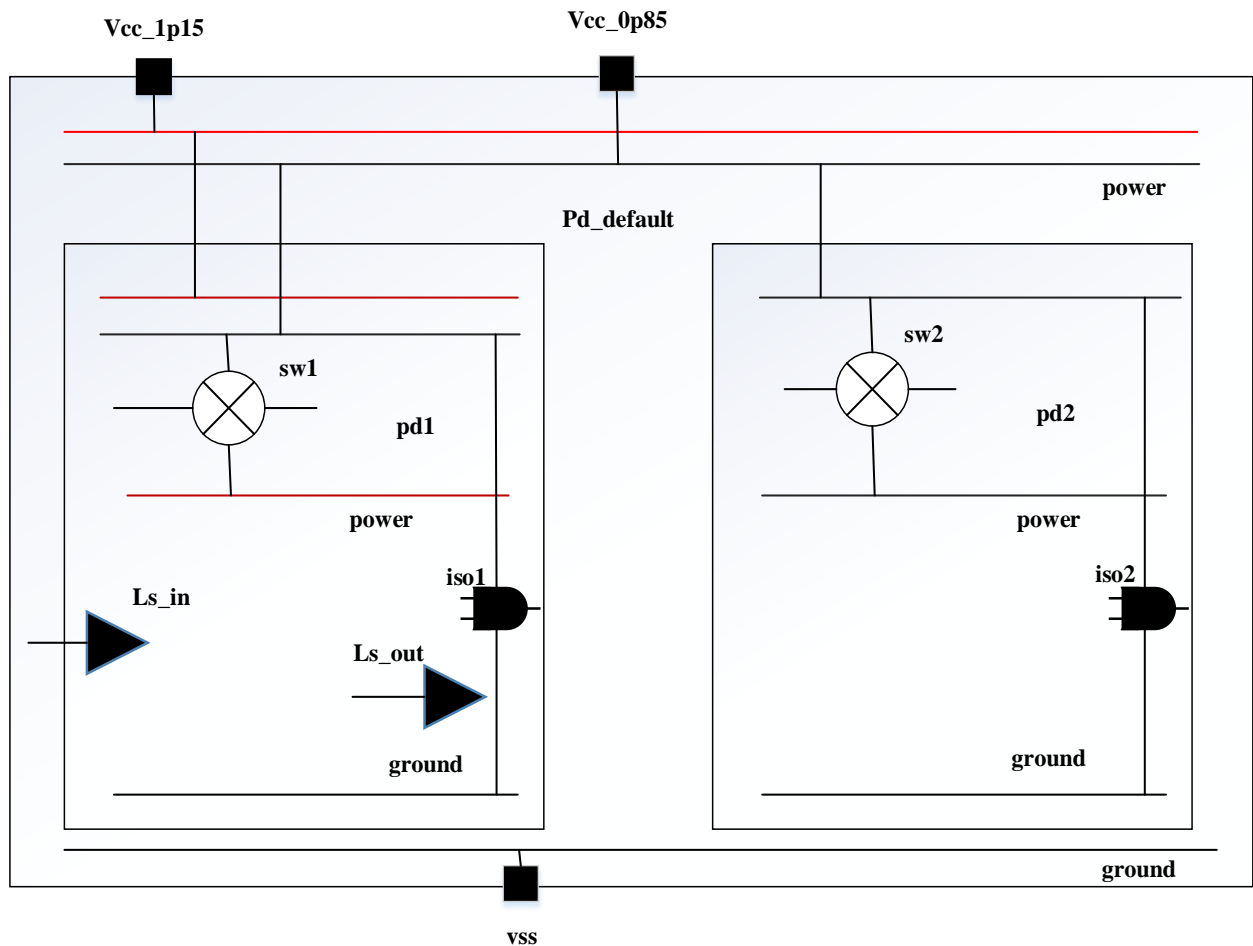 Vcc_1p15
Vcc_0p85
power
Pd_default
sw1
sw2
pd1
pd2
power
power
iso1
iso2
Ls_in
Ls_out
ground
ground
ground
vss